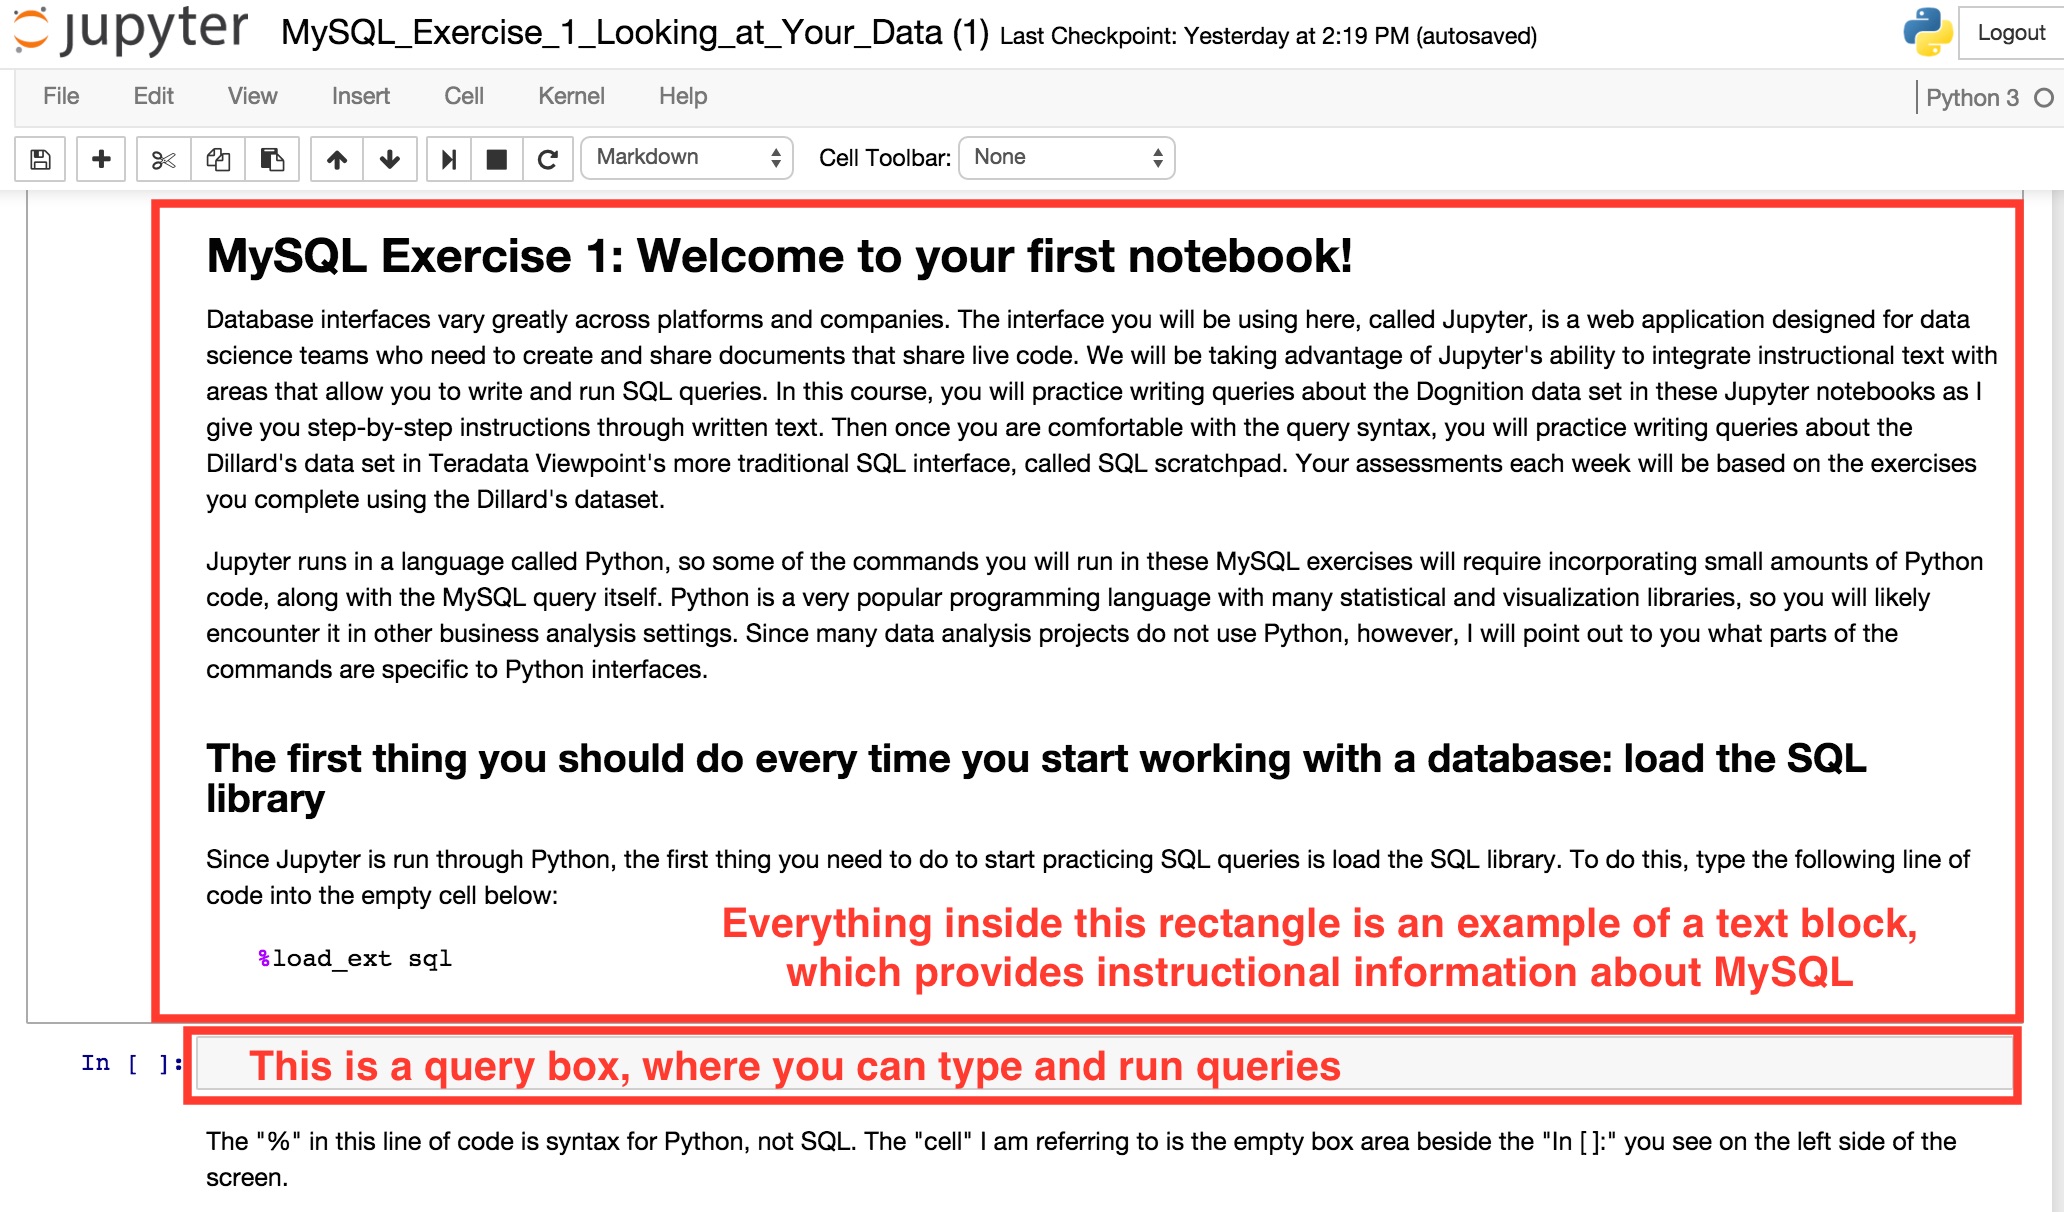 jupyter MySQL_Exercise_1_Looking_at_Your_Data (1) Last Checkpoint: Yesterday at 2:19 PM (autosaved) Logout
File Edit View Insert Cell Kernel Help Python 3
Markdown Cell Toolbar: None
MySQL Exercise 1: Welcome to your first notebook!
Database interfaces vary greatly across platforms and companies. The interface you will be using here, called Jupyter, is a web application designed for data
science teams who need to create and share documents that share live code. We will be taking advantage of Jupyter's ability to integrate instructional text with
areas that allow you to write and run SQL queries. In this course, you will practice writing queries about the Dognition data set in these Jupyter notebooks as I
give you step-by-step instructions through written text. Then once you are comfortable with the query syntax, you will practice writing queries about the
Dillard's data set in Teradata Viewpoint's more traditional SQL interface, called SQL scratchpad. Your assessments each week will be based on the exercises
you complete using the Dillard's dataset.
Jupyter runs in a language called Python, so some of the commands you will run in these MySQL exercises will require incorporating small amounts of Python
code, along with the MySQL query itself. Python is a very popular programming language with many statistical and visualization libraries, so you will likely
encounter it in other business analysis settings. Since many data analysis projects do not use Python, however, I will point out to you what parts of the
commands are specific to Python interfaces.
The first thing you should do every time you start working with a database: load the SQL
library
Since Jupyter is run through Python, the first thing you need to do to start practicing SQL queries is load the SQL library. To do this, type the following line of
code into the empty cell below:
Everything inside this rectangle is an example of a text block,
%load_ext sql
which provides instructional information about MySQL
In [ ]: This is a query box, where you can type and run queries
The "%" in this line of code is syntax for Python, not SQL. The "cell" I am referring to is the empty box area beside the "In [ ]:" you see on the left side of the
screen.